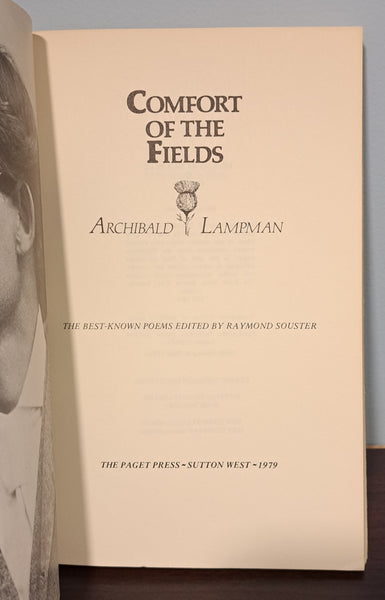 COMFORT
OF THE
FIELDS
ARCHIBALD LAMPMAN
THE BEST-KNOWN POEMS EDITED BY RAYMOND SOUSTER
THE PAGET PRESS ~ SUTTON WEST ~ 1979